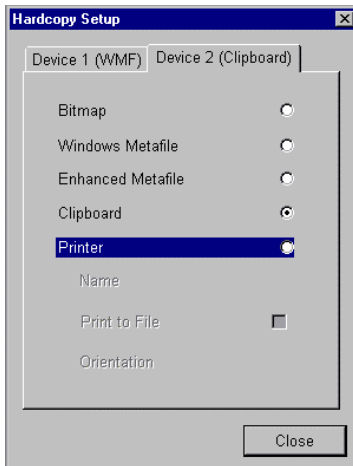 Hardcopy Setup
Device 1 (WMF) Device 2 (Clipboard)
Bitmap
Windows Metafile
Enhanced Metafile
Clipboard
Printer
Name
Print to File
Orientation
Close